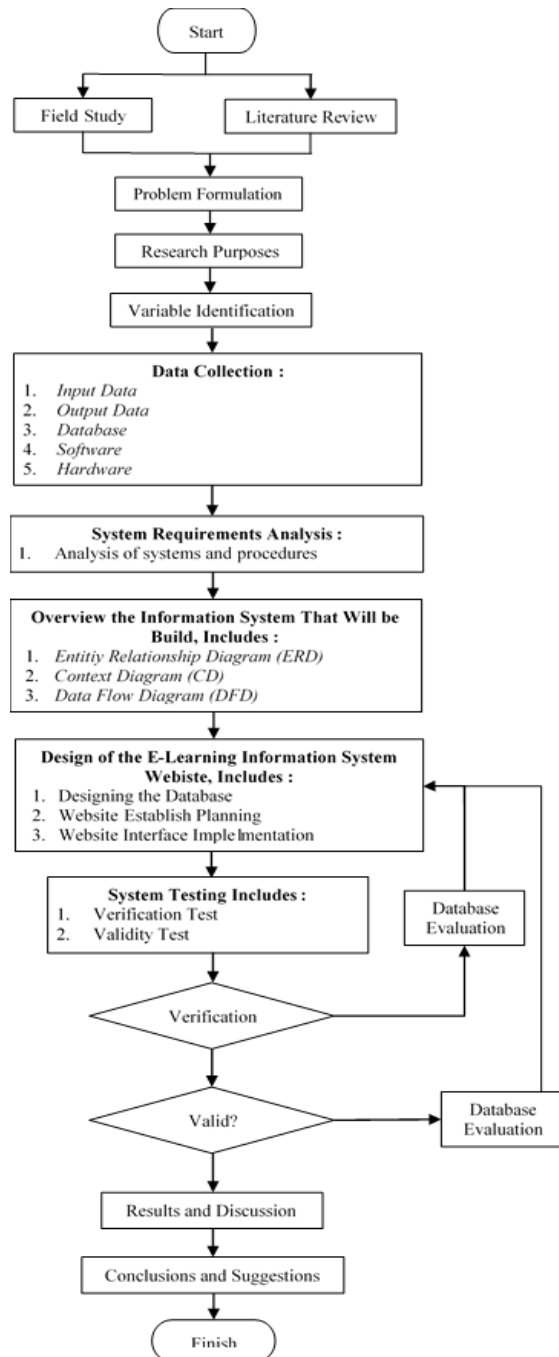 Start
Field Study
Literature Review
Problem Formulation
Research Purposes
Variable Identification
Data Collection :
1. Input Data
2. Output Data
3. Database
4. Software
5. Hardware
System Requirements Analysis :
1. Analysis of systems and procedures
Overview the Information System That Will be
Build, Includes :
1. Entitiy Relationship Diagram (ERD)
2. Context Diagram (CD)
3. Data Flow Diagram (DFD)
Design of the E-Learning Information System
Webiste, Includes :
1. Designing the Database
2. Website Establish Planning
3. Website Interface Implementation
System Testing Includes :
1. Verification Test
2. Validity Test
Database
Evaluation
Verification
Valid?
Database
Evaluation
Results and Discussion
Conclusions and Suggestions
Finish